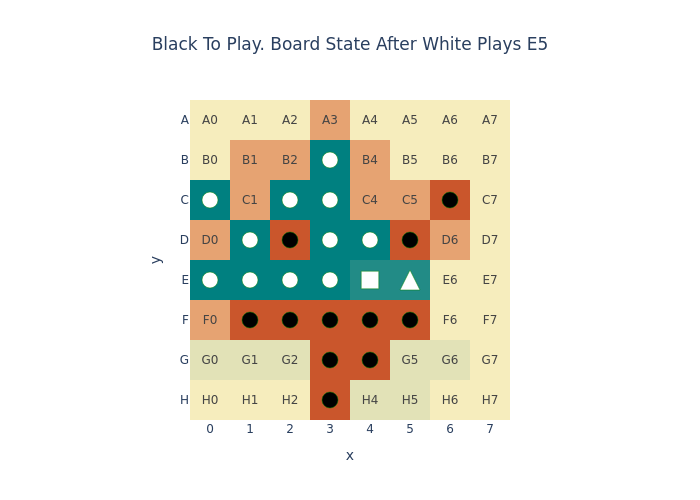 Black To Play. Board State After White Plays E5
A A0 A1 A2 A3 A4 A5 A6 A7
B B0 B1 B2 B4 B5 B6 B7
C C1 C4 C5 C7
D D0 D6 D7
y
E E6 E7
F F0 F6 F7
G G0 G1 G2 G5 G6 G7
H H0 H1 H2 H4 H5 H6 H7
0 1 2 3 4 5 6 7
x